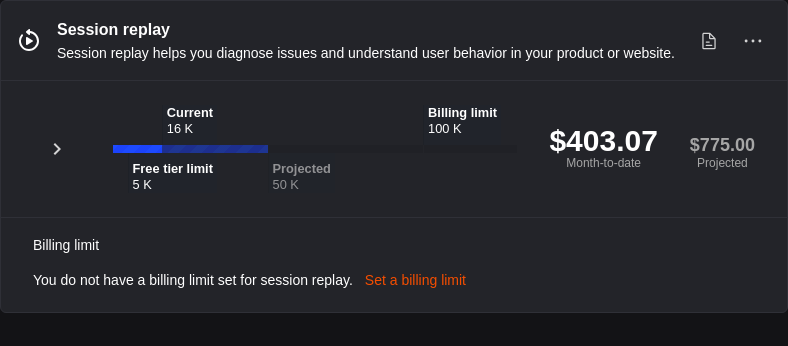 Session replay
Session replay helps you diagnose issues and understand user behavior in your product or website.
Current
16 K
Billing limit
100 K
$403.07
Month-to-date
$775.00
Projected
Free tier limit
5 K
Projected
50 K
Billing limit
You do not have a billing limit set for session replay. Set a billing limit